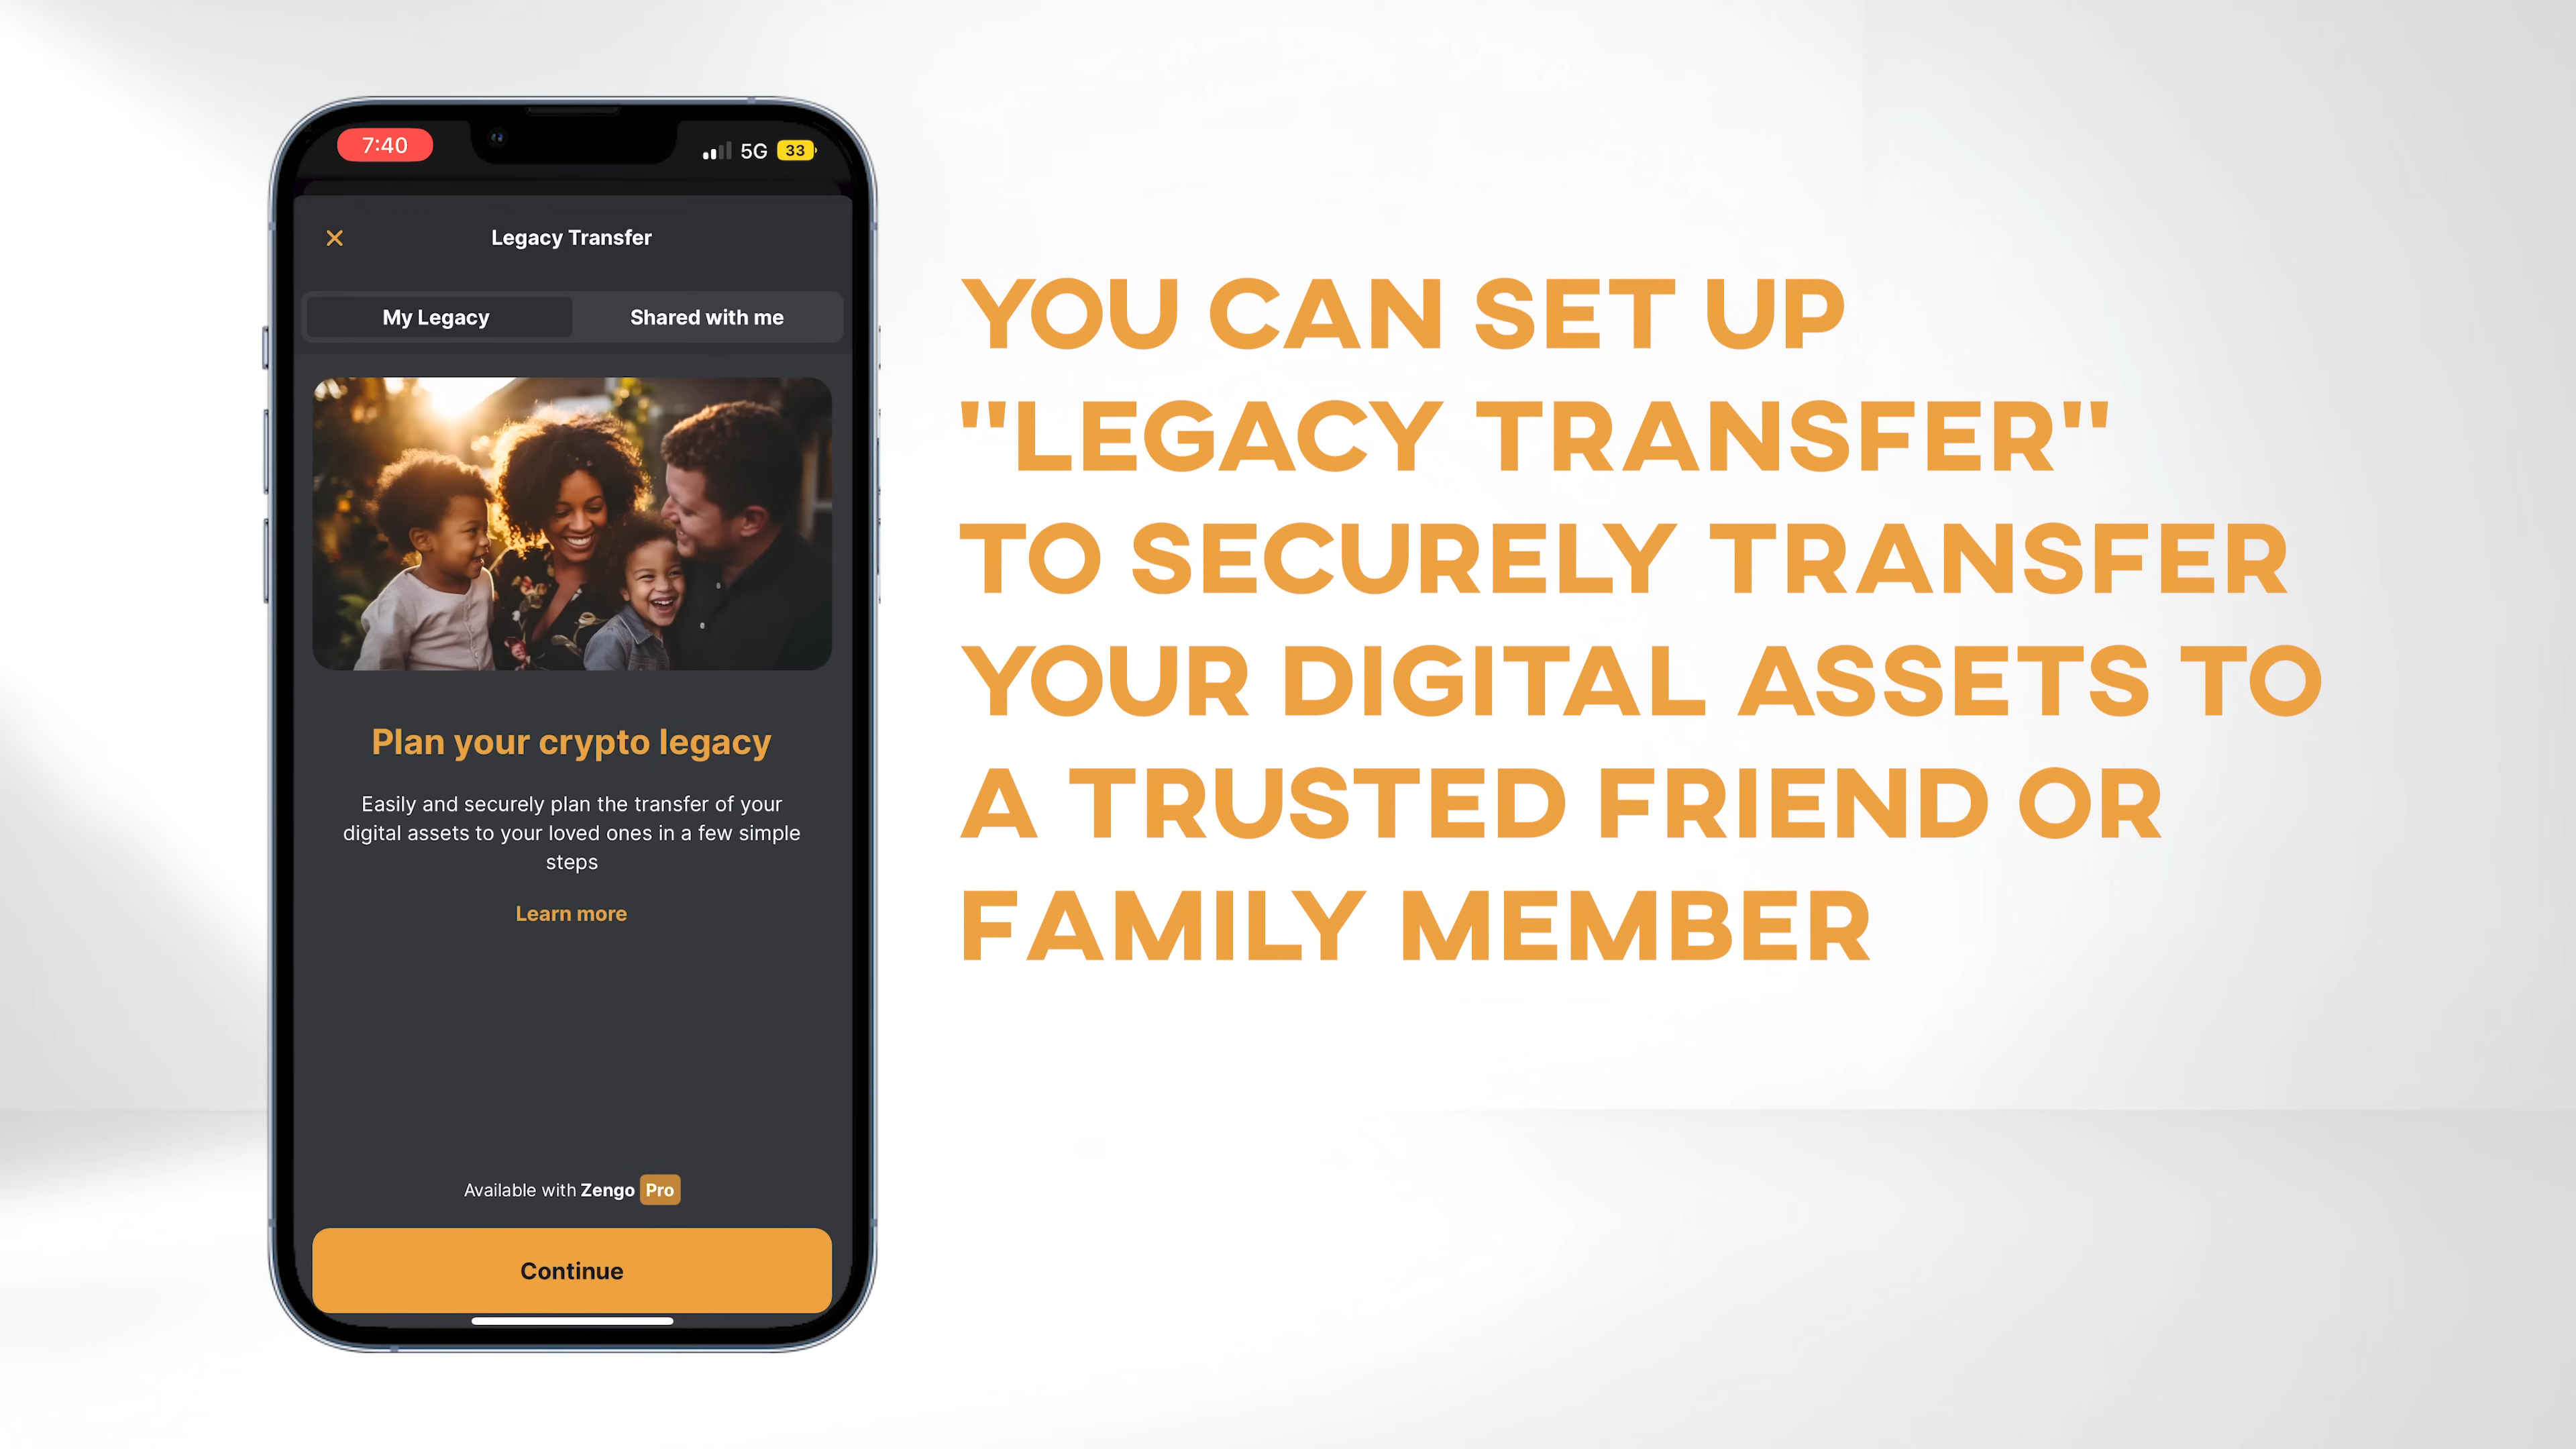 7:40
5G 33
Legacy Transfer
My Legacy
Shared with me
Plan your crypto legacy
Easily and securely plan the transfer of your
digital assets to your loved ones in a few simple
steps
Learn more
Available with Zengo Pro
Continue
YOU CAN SET UP
"LEGACY TRANSFER"
TO SECURELY TRANSFER
YOUR DIGITAL ASSETS TO
A TRUSTED FRIEND OR
FAMILY MEMBER